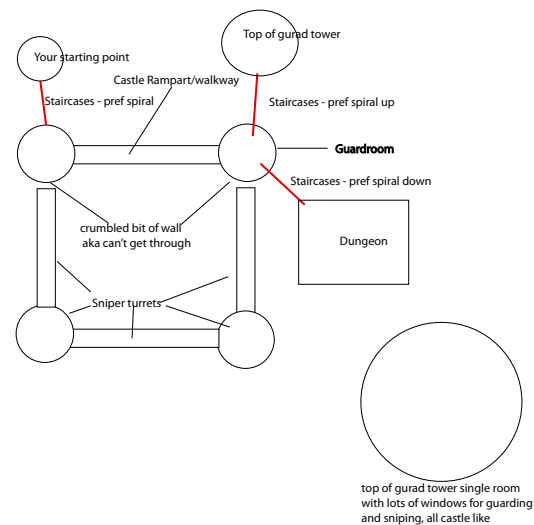 Top of gurad tower
Your starting point
Castle Rampart/walkway
Staircases - pref spiral
Staircases - pref spiral up
Guardroom
Staircases - pref spiral down
crumbled bit of wall
aka can't get through
Dungeon
Sniper turrets
top of gurad tower single room
with lots of windows for guarding
and sniping, all castle like